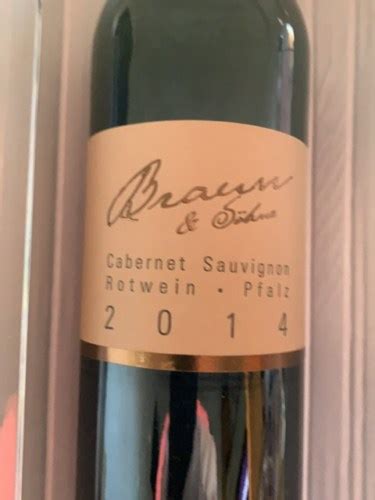 Braun
& Söhne
Cabernet Sauvignon
Rotwein • Pfalz
2014